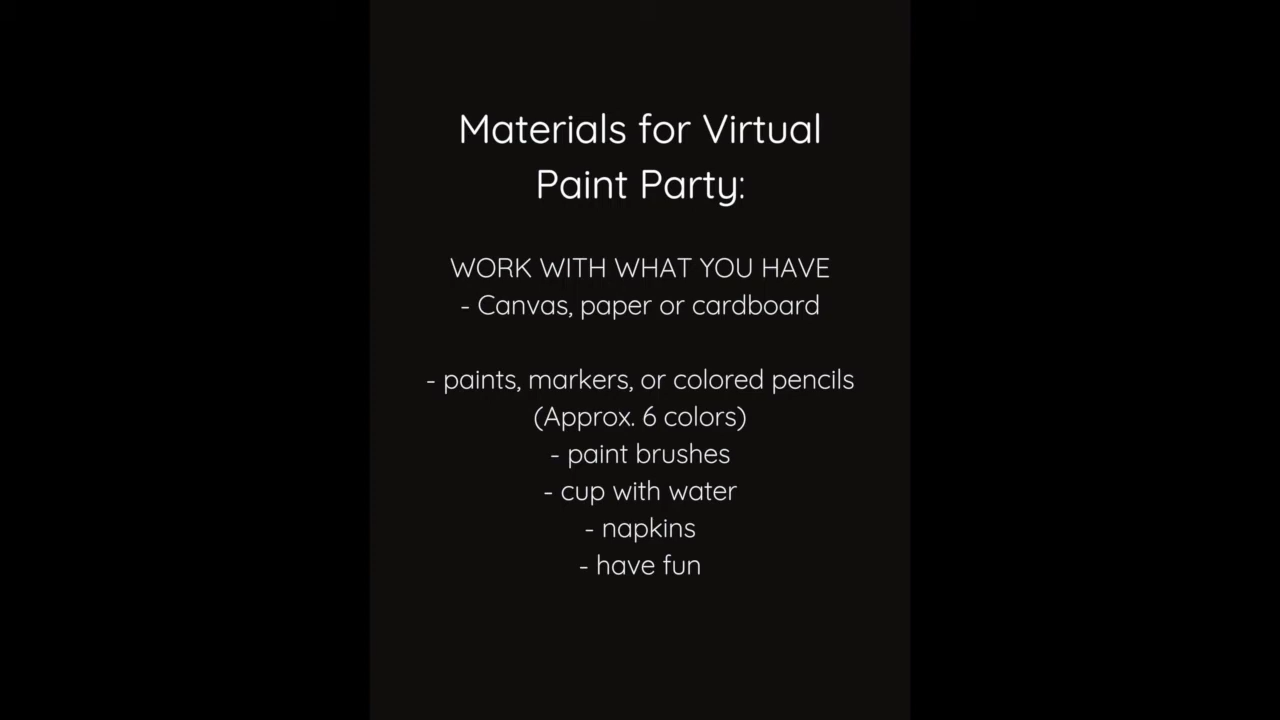 Materials for Virtual
Paint Party:
WORK WITH WHAT YOU HAVE
- Canvas, paper or cardboard
- paints, markers, or colored pencils
(Approx. 6 colors)
- paint brushes
- cup with water
- napkins
- have fun